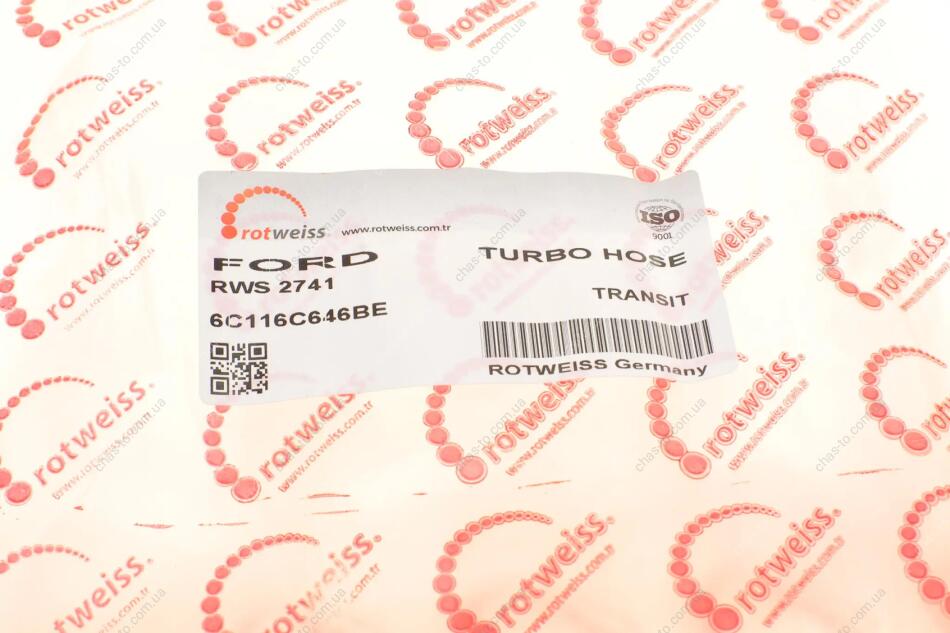 rotweiss
www.rotweiss.com.tr
ISO
9001
FORD
TURBO HOSE
RWS 2741
TRANSIT
6C116C646BE
ROTWEISS Germany